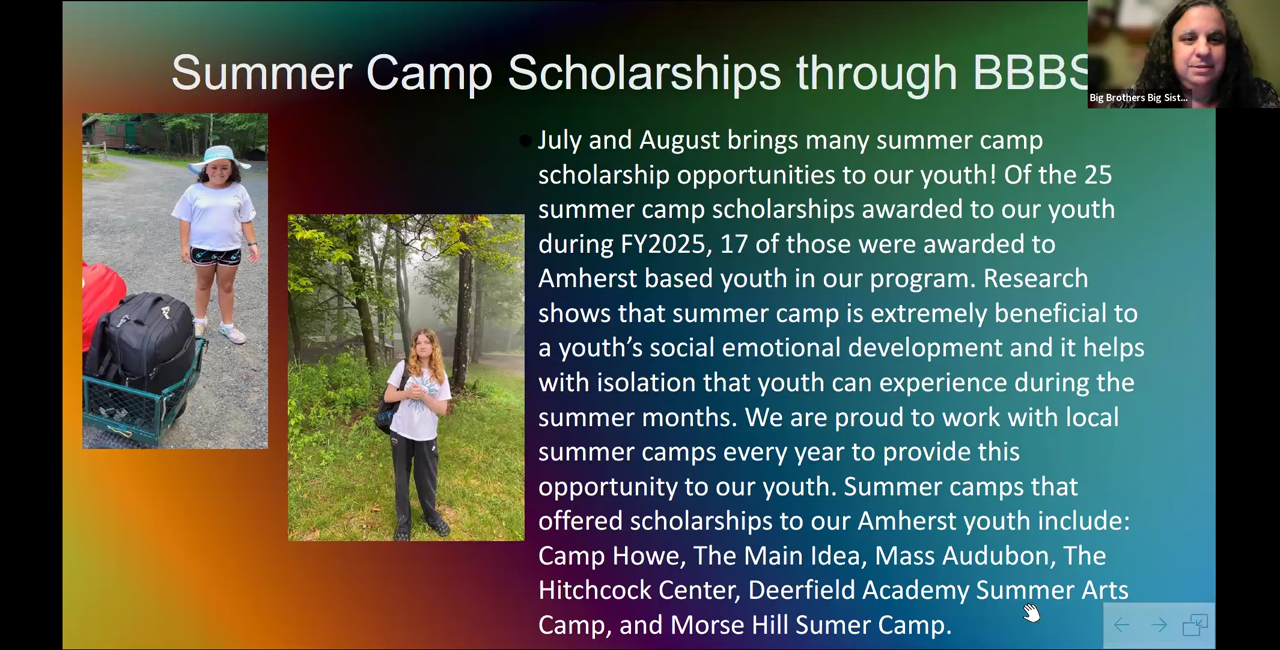 Summer Camp Scholarships through BBBS
Big Brothers Big Sist...
July and August brings many summer camp
scholarship opportunities to our youth! Of the 25
summer camp scholarships awarded to our youth
during FY2025, 17 of those were awarded to
Amherst based youth in our program. Research
shows that summer camp is extremely beneficial to
a youth’s social emotional development and it helps
with isolation that youth can experience during the
summer months. We are proud to work with local
summer camps every year to provide this
opportunity to our youth. Summer camps that
offered scholarships to our Amherst youth include:
Camp Howe, The Main Idea, Mass Audubon, The
Hitchcock Center, Deerfield Academy Summer Arts
Camp, and Morse Hill Sumer Camp.